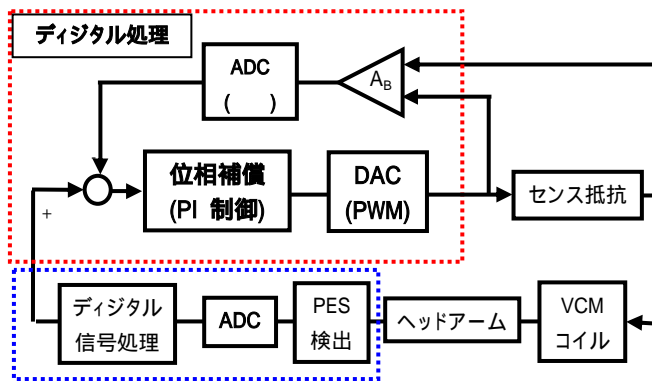 ディジタル処理
ADC
( )
A_B
位相補償
(PI 制御)
DAC
(PWM)
センス抵抗
+
ディジタル
信号処理
ADC
PES
検出
ヘッドアーム
VCM
コイル